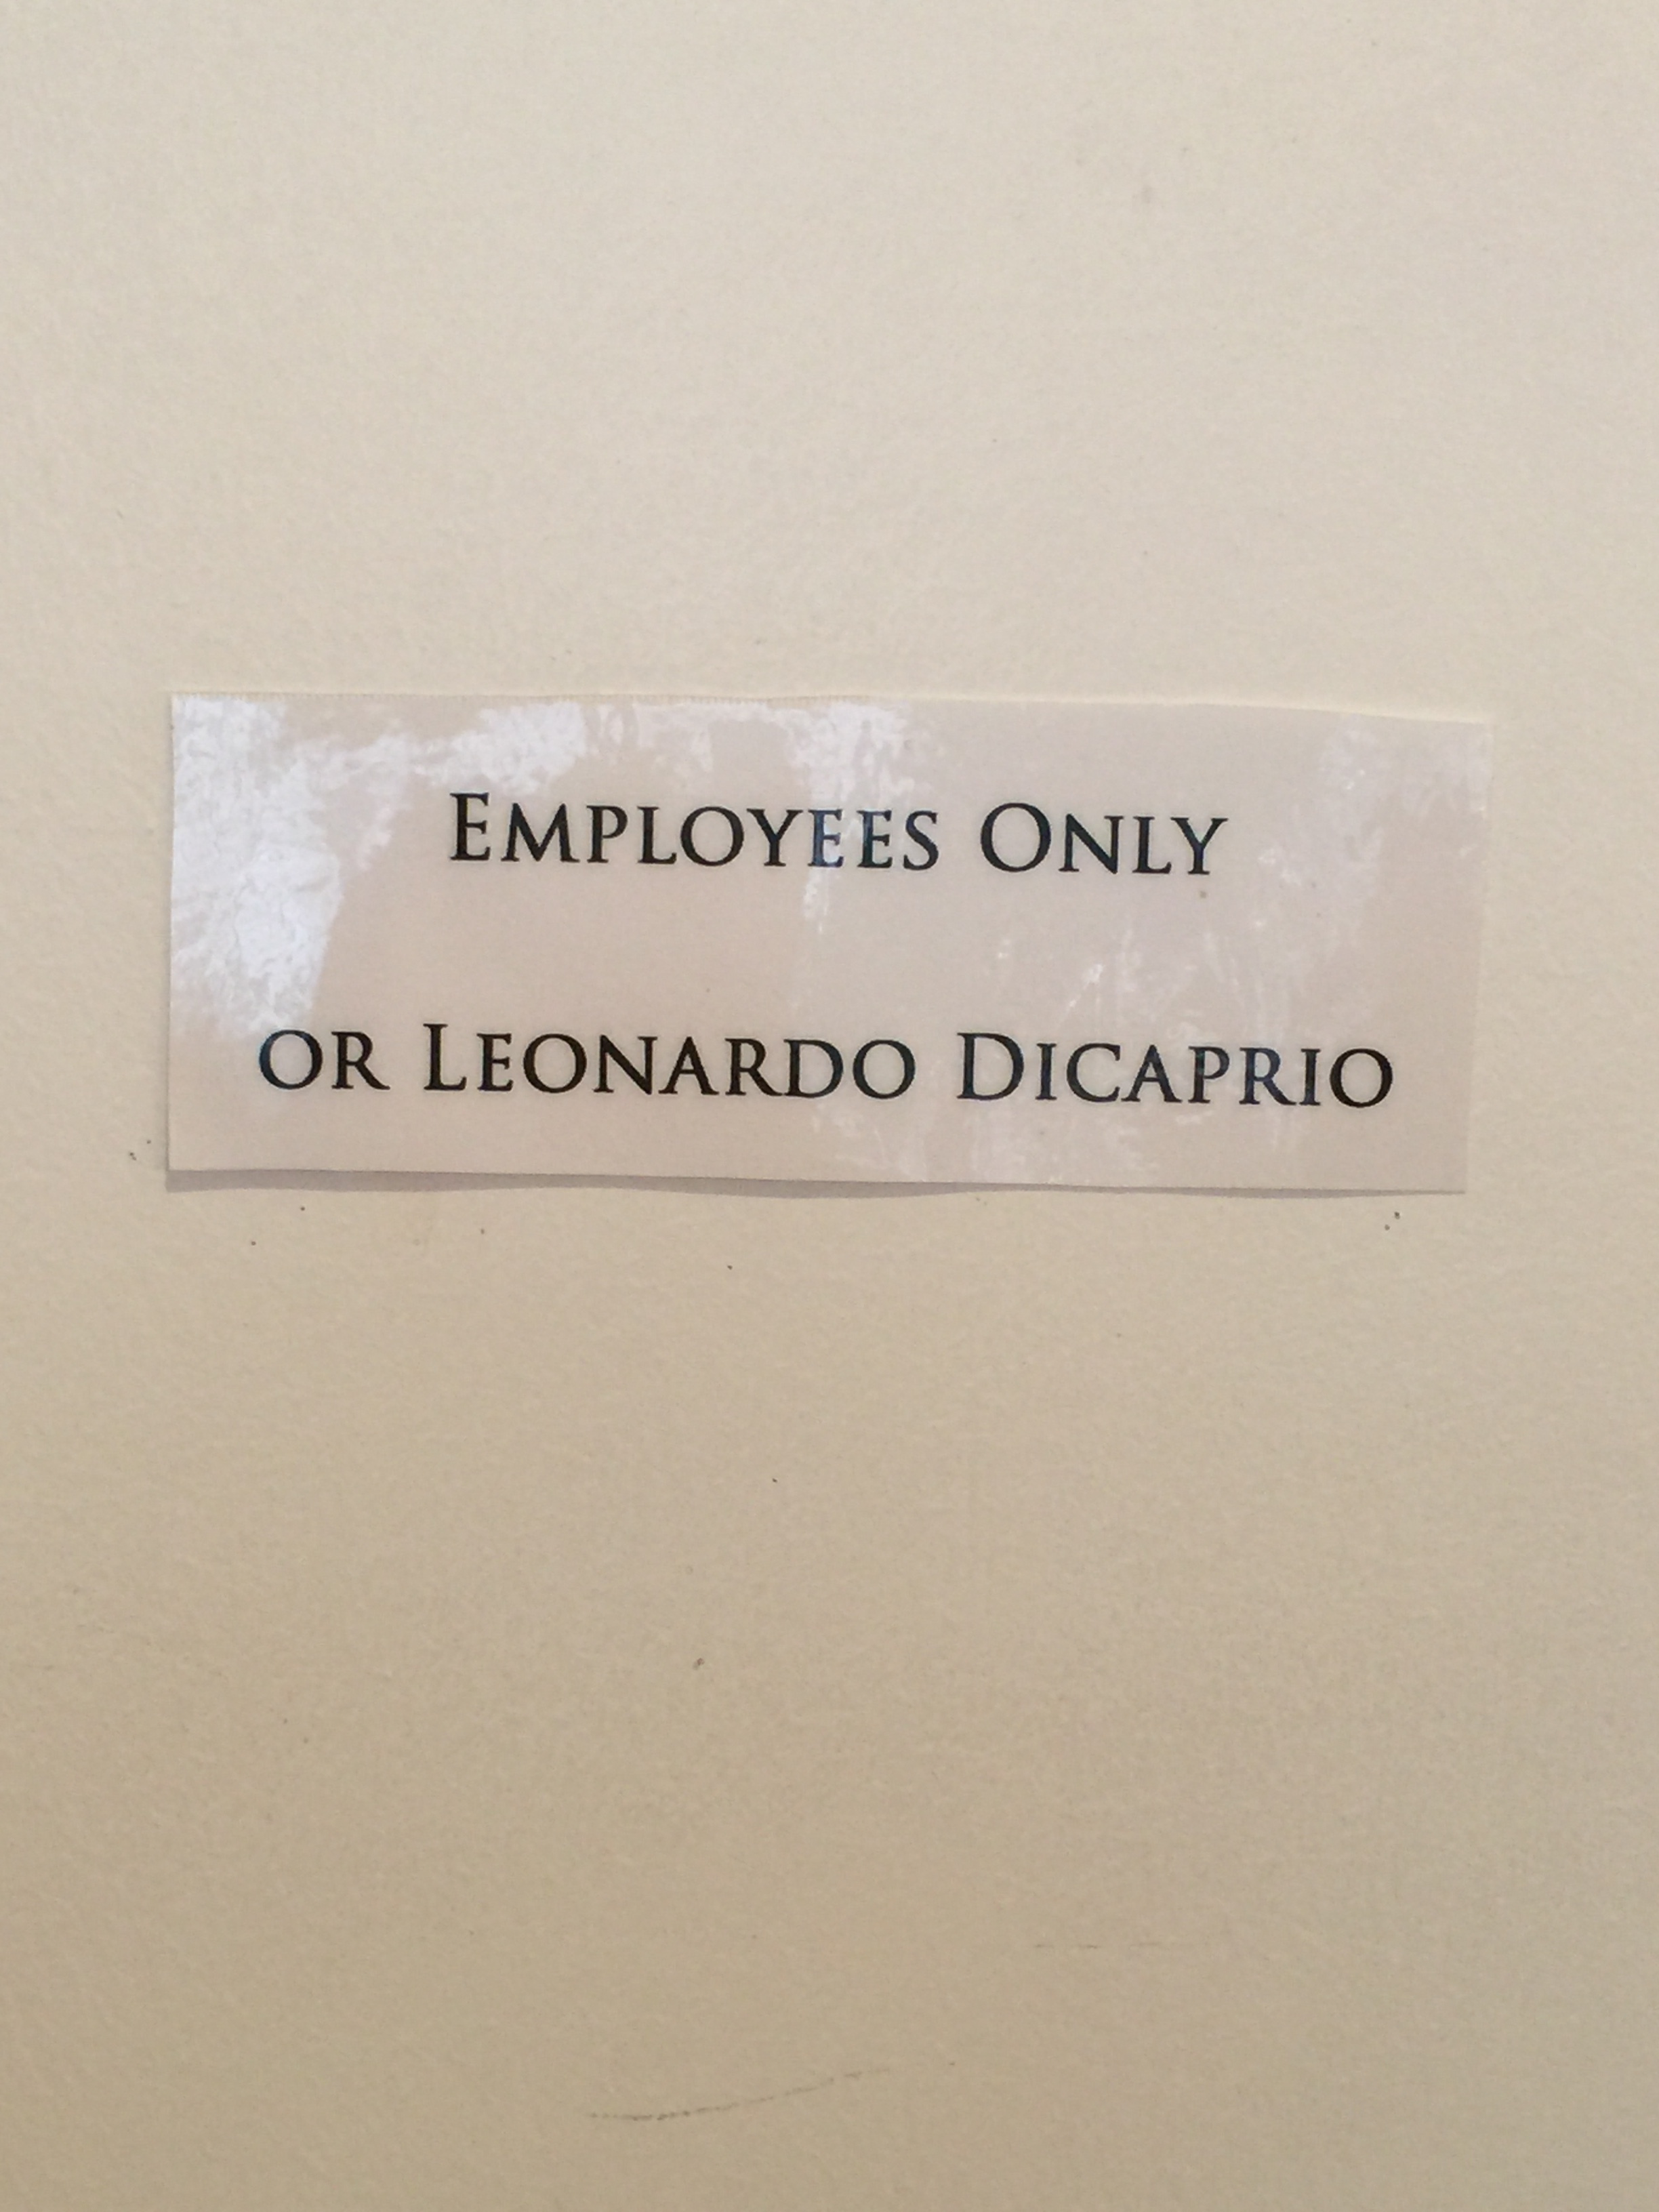 Employees Only
or Leonardo Dicaprio